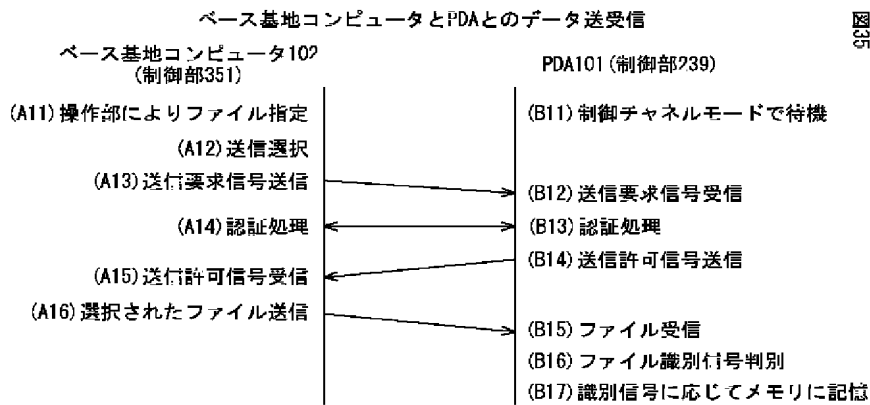 ベース基地コンピュータとPDAとのデータ送受信
図35
ベース基地コンピュータ102
(制御部351)
PDA101(制御部239)
(A11)操作部によりファイル指定
(B11)制御チャネルモードで待機
(A12)送信選択
(A13)送信要求信号送信
(B12)送信要求信号受信
(A14)認証処理
(B13)認証処理
(B14)送信許可信号送信
(A15)送信許可信号受信
(A16)選択されたファイル送信
(B15)ファイル受信
(B16)ファイル識別信号判別
(B17)識別信号に応じてメモリに記憶